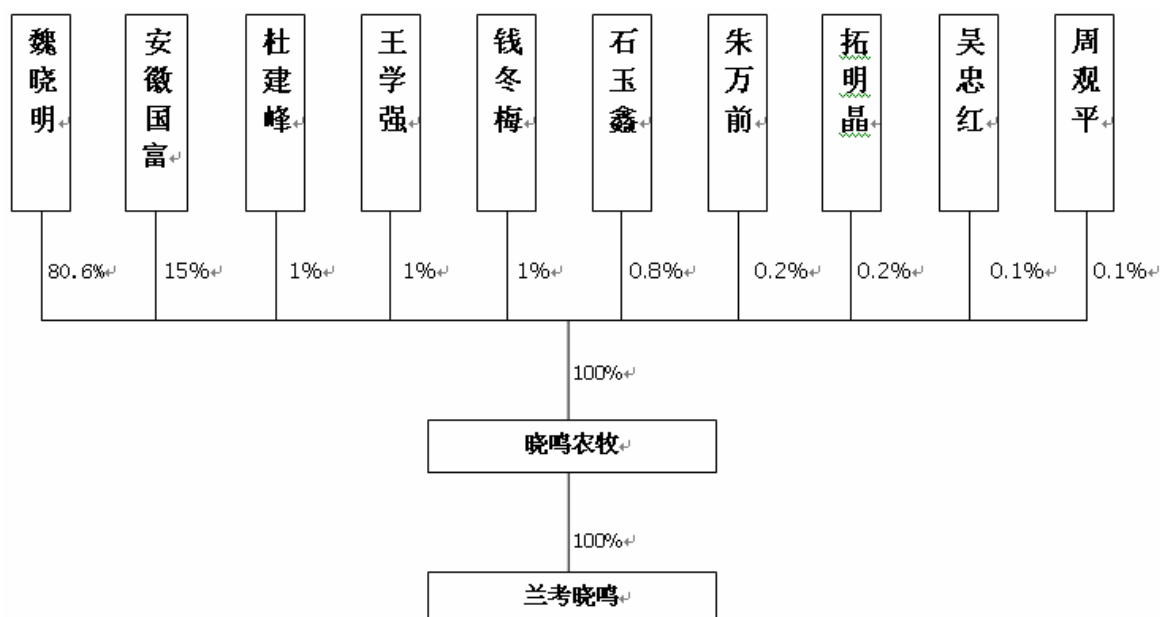 魏晓明
安徽国富
杜建峰
王学强
钱冬梅
石玉鑫
朱万前
拓明晶
吴忠红
周观平
80.6%
15%
1%
1%
1%
0.8%
0.2%
0.2%
0.1%
0.1%
100%
晓鸣农牧
100%
兰考晓鸣